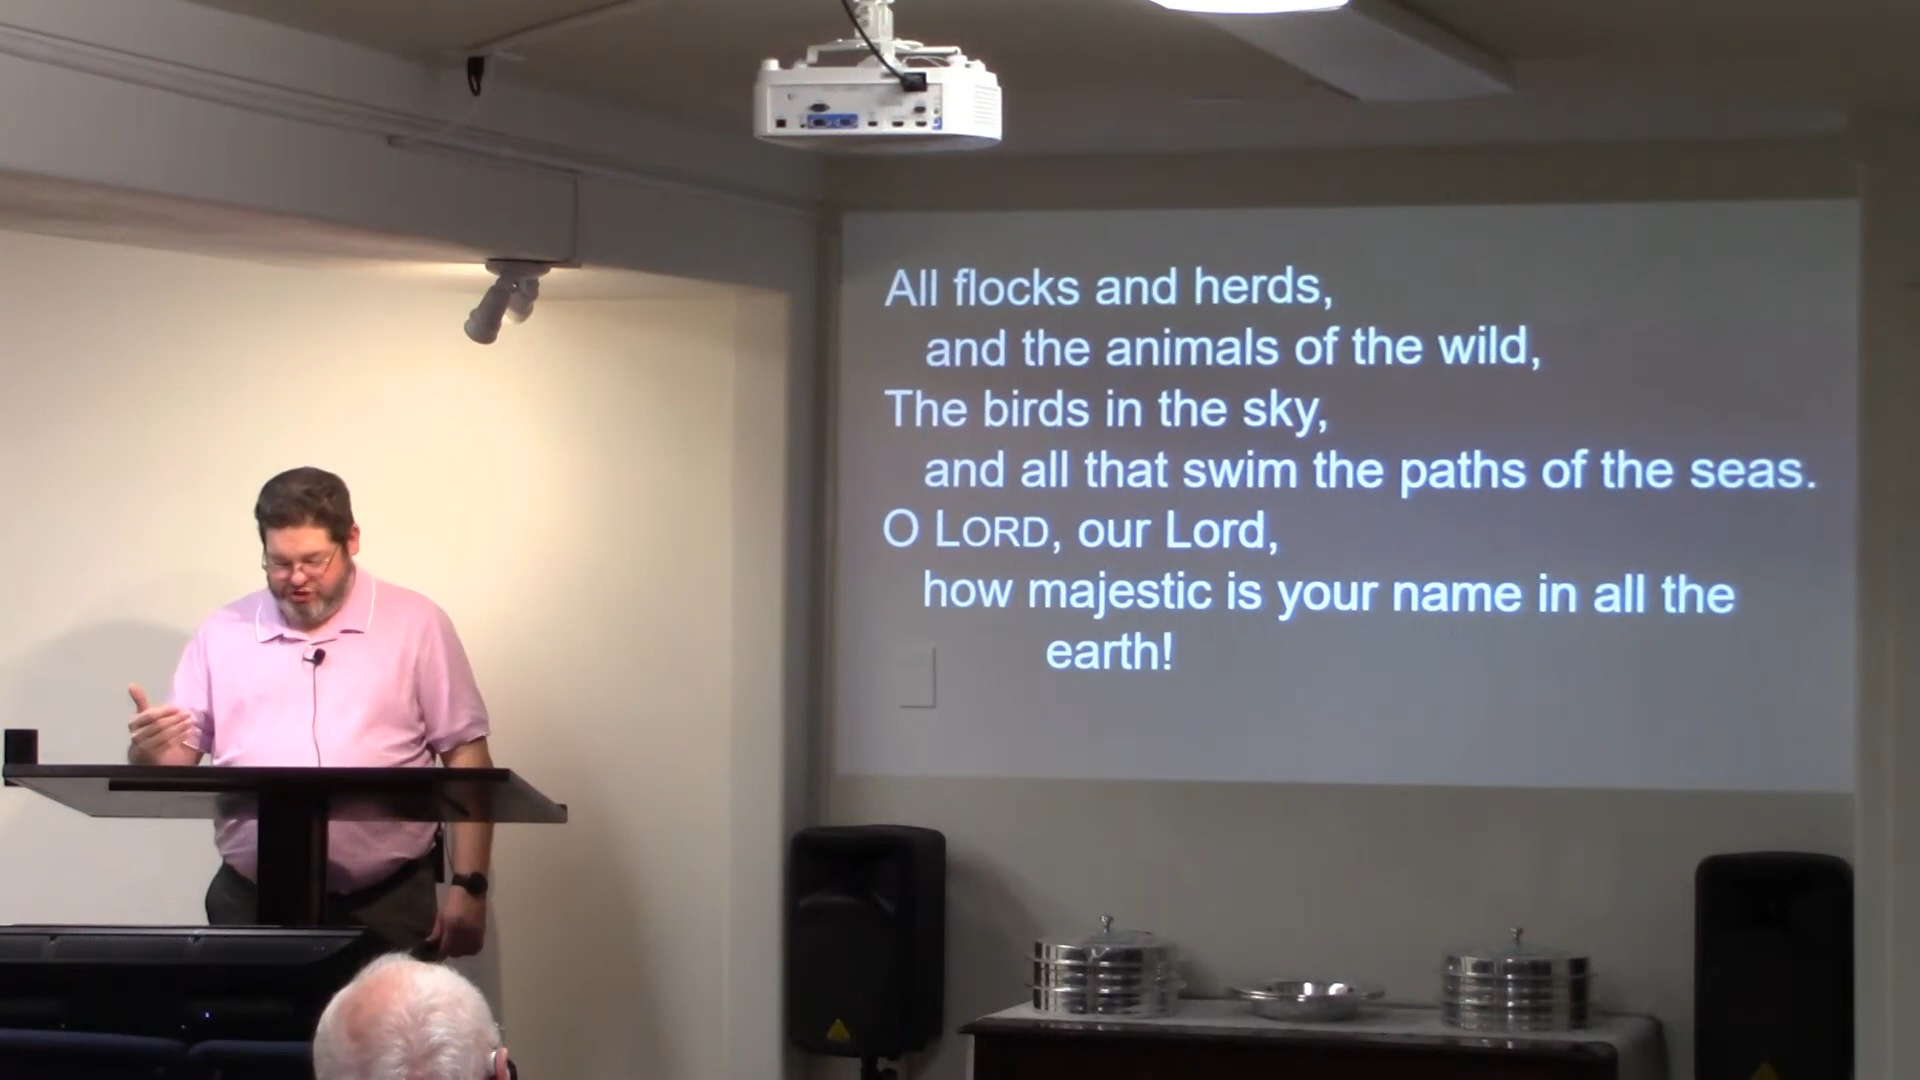 All flocks and herds,
and the animals of the wild,
The birds in the sky,
and all that swim the paths of the seas.
O LORD, our Lord,
how majestic is your name in all the
earth!